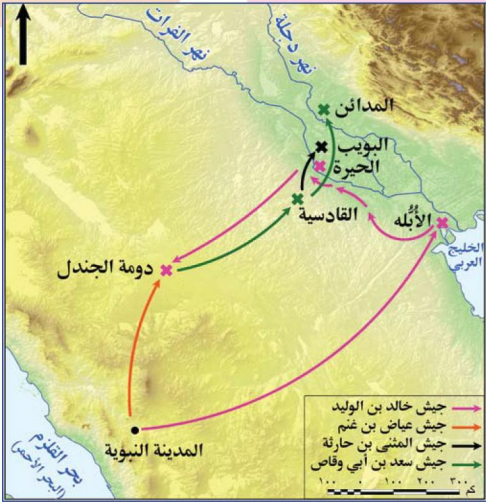 نهر الفرات
نهر دجلة
المدائن
البويب
الحيرة
القادسية
الأُبُلّه
الخليج
العربي
دومة الجندل
المدينة النبوية
بحر القلزم
(البحر الأحمر)
جيش خالد بن الوليد
جيش عياض بن غنم
جيش المثنى بن حارثة
جيش سعد بن أبي وقاص
١٠٠ ٠ ١٠٠ ٢٠٠ ٣٠٠
كم